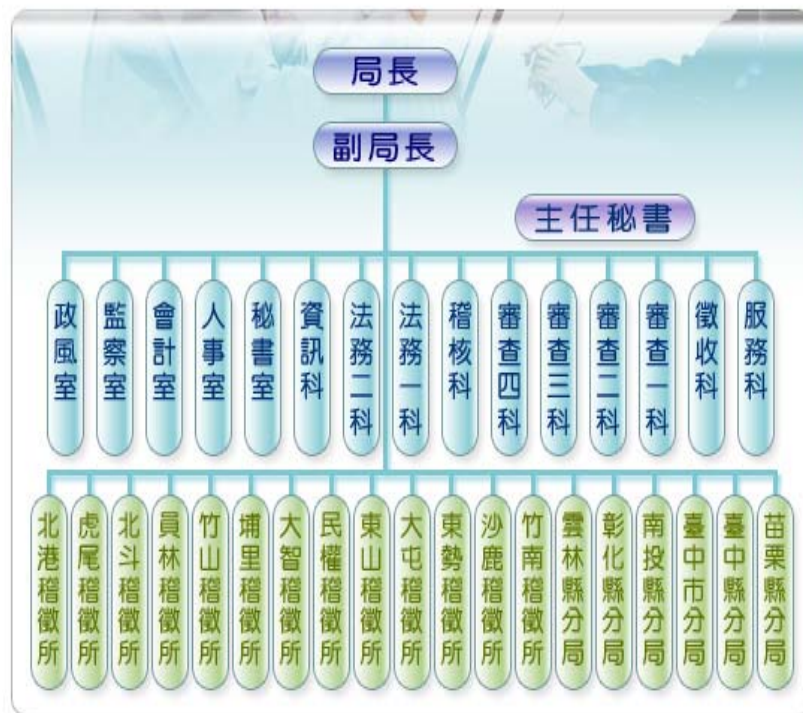 局長
副局長
主任秘書
政風室
監察室
會計室
人事室
秘書室
資訊科
法務二科
法務一科
稽核科
審查四科
審查三科
審查二科
審查一科
徵收科
服務科
北港稽徵所
虎尾稽徵所
北斗稽徵所
員林稽徵所
竹山稽徵所
埔里稽徵所
大智稽徵所
民權稽徵所
東山稽徵所
大屯稽徵所
東勢稽徵所
沙鹿稽徵所
竹南稽徵所
雲林縣分局
彰化縣分局
南投縣分局
臺中市分局
臺中縣分局
苗栗縣分局